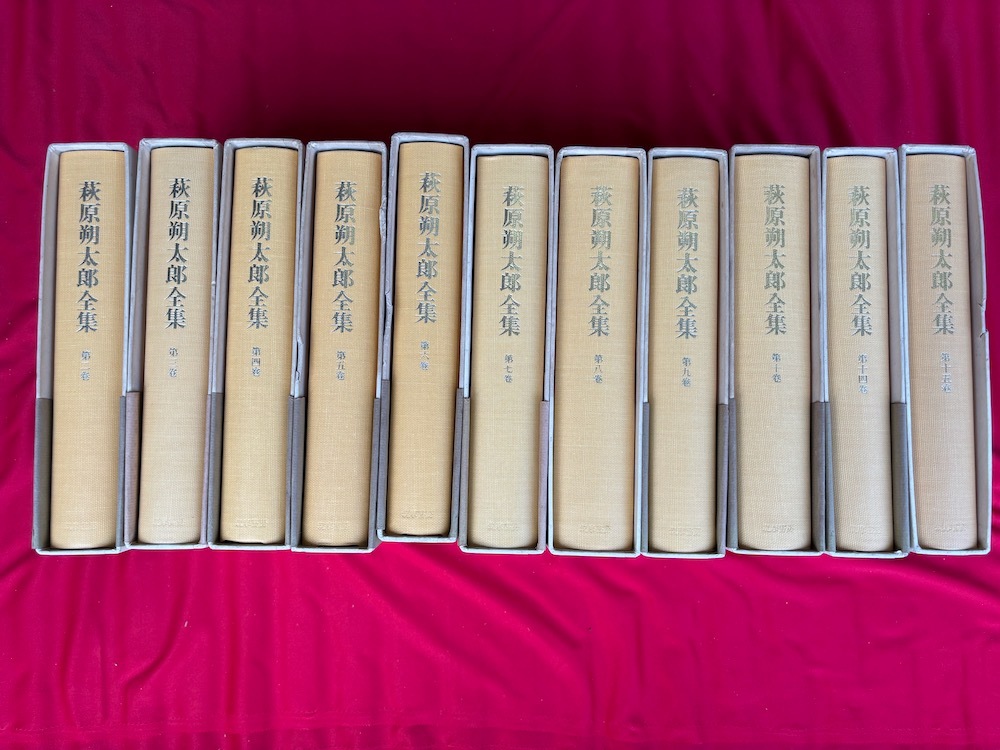 萩原朔太郎全集 第二巻
萩原朔太郎全集 第三巻
萩原朔太郎全集 第四巻
萩原朔太郎全集 第五巻
萩原朔太郎全集 第六巻
萩原朔太郎全集 第七巻
萩原朔太郎全集 第八巻
萩原朔太郎全集 第九巻
萩原朔太郎全集 第十巻
萩原朔太郎全集 第十四巻
萩原朔太郎全集 第十五巻